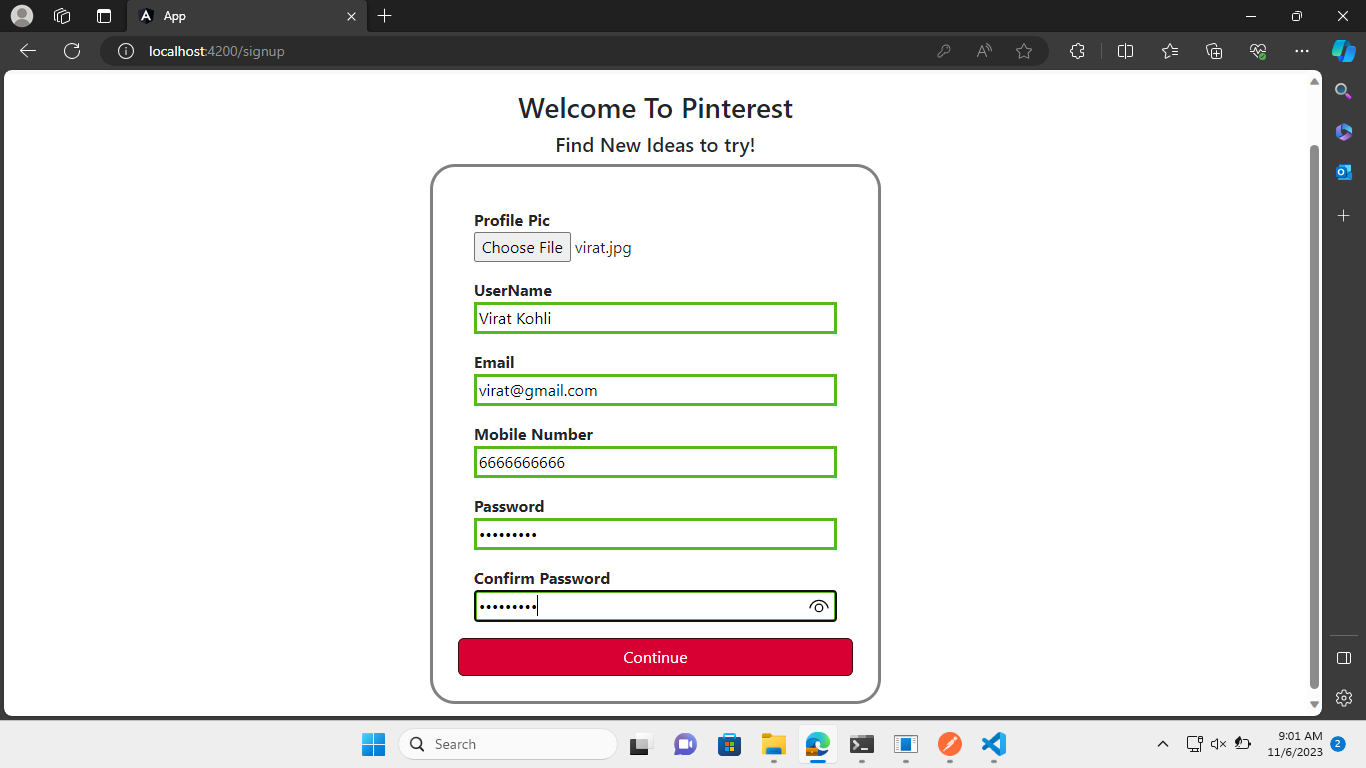 App
localhost:4200/signup
Welcome To Pinterest
Find New Ideas to try!
Profile Pic
Choose File virat.jpg
UserName
Virat Kohli
Email
virat@gmail.com
Mobile Number
6666666666
Password
•••••••••
Confirm Password
•••••••••
Continue
Search
9:01 AM
11/6/2023
2